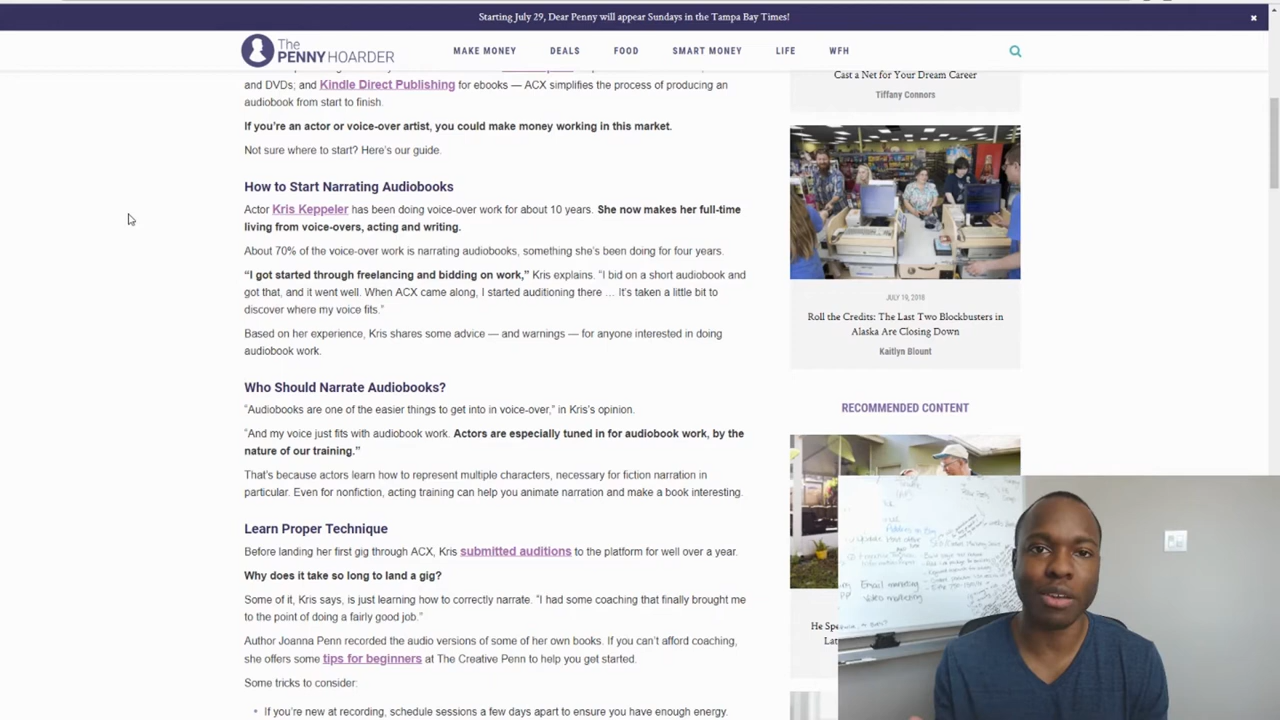 Starting July 29, Dear Penny will appear Sundays in the Tampa Bay Times!
The
PENNY HOARDER
MAKE MONEY
DEALS
FOOD
SMART MONEY
LIFE
WFH
and DVDs; and Kindle Direct Publishing for ebooks — ACX simplifies the process of producing an
audiobook from start to finish.
If you're an actor or voice-over artist, you could make money working in this market.
Not sure where to start? Here's our guide.
How to Start Narrating Audiobooks
Actor Kris Keppeler has been doing voice-over work for about 10 years. She now makes her full-time
living from voice-overs, acting and writing.
About 70% of the voice-over work is narrating audiobooks, something she's been doing for four years.
“I got started through freelancing and bidding on work,” Kris explains. “I bid on a short audiobook and
got that, and it went well. When ACX came along, I started auditioning there … It's taken a little bit to
discover where my voice fits.”
Based on her experience, Kris shares some advice — and warnings — for anyone interested in doing
audiobook work.
Who Should Narrate Audiobooks?
“Audiobooks are one of the easier things to get into in voice-over,” in Kris's opinion.
“And my voice just fits with audiobook work. Actors are especially tuned in for audiobook work, by the
nature of our training.”
That's because actors learn how to represent multiple characters, necessary for fiction narration in
particular. Even for nonfiction, acting training can help you animate narration and make a book interesting.
Learn Proper Technique
Before landing her first gig through ACX, Kris submitted auditions to the platform for well over a year.
Why does it take so long to land a gig?
Some of it, Kris says, is just learning how to correctly narrate. “I had some coaching that finally brought me
to the point of doing a fairly good job.”
Author Joanna Penn recorded the audio versions of some of her own books. If you can't afford coaching,
she offers some tips for beginners at The Creative Penn to help you get started.
Some tricks to consider:
• If you're new at recording, schedule sessions a few days apart to ensure you have enough energy.
Cast a Net for Your Dream Career
Tiffany Connors
JULY 19, 2018
Roll the Credits: The Last Two Blockbusters in
Alaska Are Closing Down
Kaitlyn Blount
RECOMMENDED CONTENT
He Spe
Lat
Email marketing
Video marketing